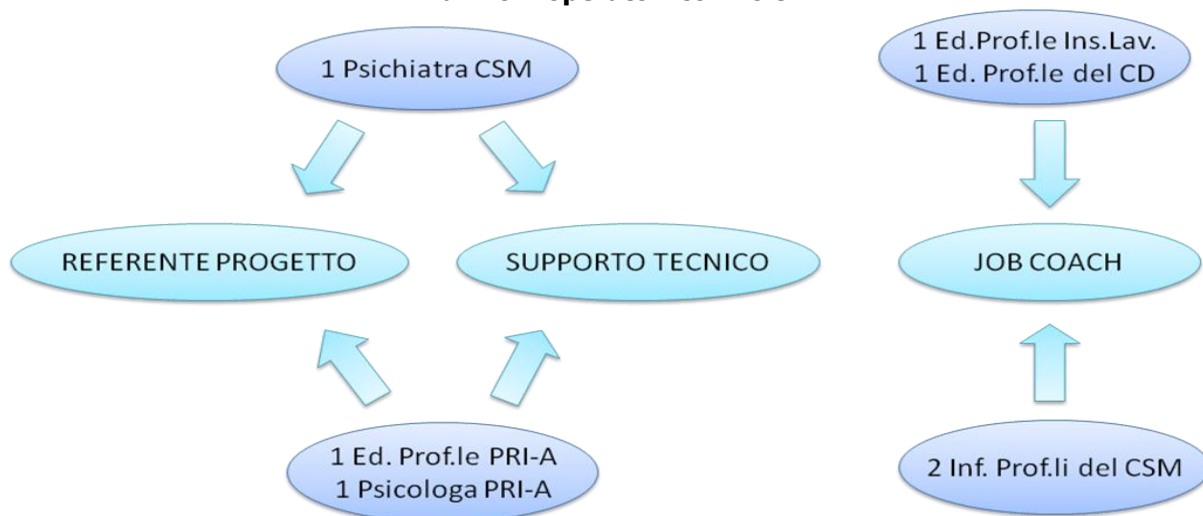 1 Psichiatra CSM
1 Ed.Prof.le Ins.Lav.
1 Ed. Prof.le del CD
REFERENTE PROGETTO
SUPPORTO TECNICO
JOB COACH
1 Ed. Prof.le PRI-A
1 Psicologa PRI-A
2 Inf. Prof.li del CSM